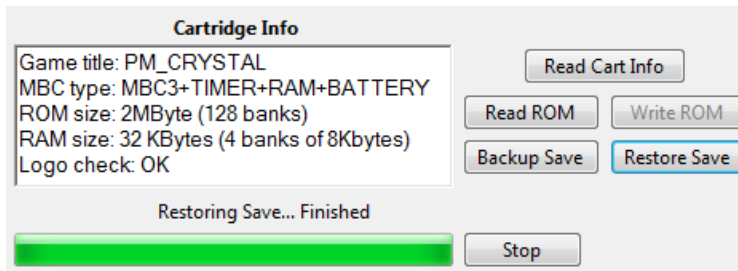 Cartridge Info
Game title: PM_CRYSTAL
MBC type: MBC3+TIMER+RAM+BATTERY
ROM size: 2MByte (128 banks)
RAM size: 32 KBytes (4 banks of 8Kbytes)
Logo check: OK
Read Cart Info
Read ROM
Write ROM
Backup Save
Restore Save
Restoring Save... Finished
Stop